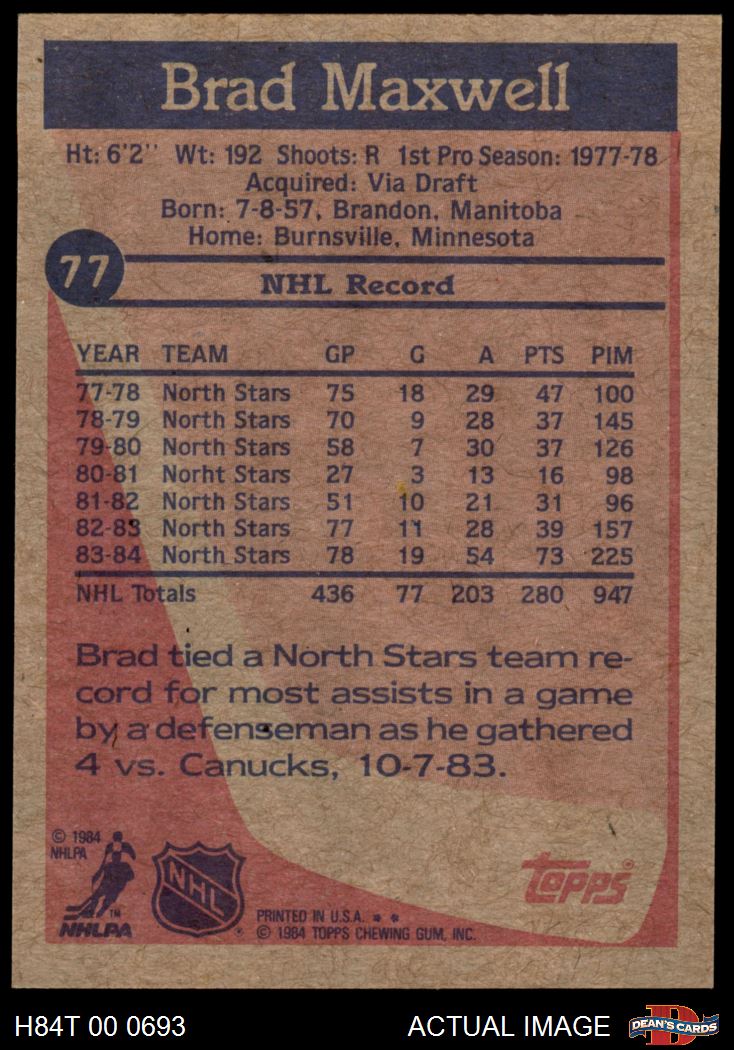 Brad Maxwell
Ht: 6'2" Wt: 192 Shoots: R 1st Pro Season: 1977-78
Acquired: Via Draft
Born: 7-8-57, Brandon, Manitoba
Home: Burnsville, Minnesota
77
NHL Record
YEAR TEAM GP G A PTS PIM
77-78 North Stars 75 18 29 47 100
78-79 North Stars 70 9 28 37 145
79-80 North Stars 58 7 30 37 126
80-81 Norht Stars 27 3 13 16 98
81-82 North Stars 51 10 21 31 96
82-83 North Stars 77 11 28 39 157
83-84 North Stars 78 19 54 73 225
NHL Totals 436 77 203 280 947
Brad tied a North Stars team re-
cord for most assists in a game
by a defenseman as he gathered
4 vs. Canucks, 10-7-83.
© 1984
NHLPA
TM
NHLPA
NHL
®
PRINTED IN U.S.A. * *
© 1984 TOPPS CHEWING GUM, INC.
Topps®
H84T 00 0693
ACTUAL IMAGE
D
DEAN'S CARDS